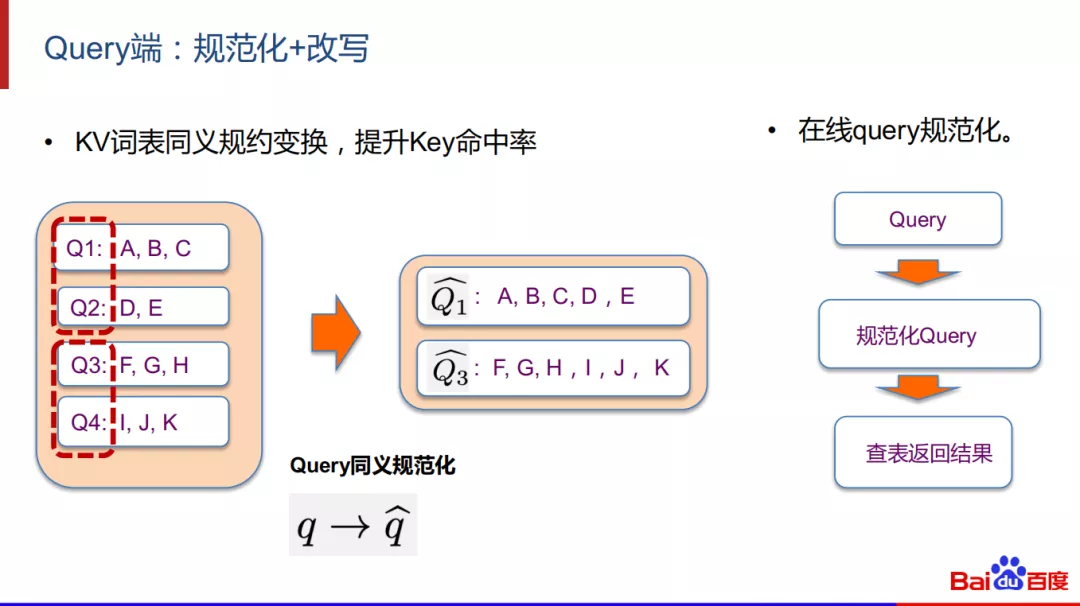 Query端：规范化+改写
• KV词表同义规约变换，提升Key命中率
• 在线query规范化。
Q1: A, B, C
Q2: D, E
Q3: F, G, H
Q4: I, J, K
$\widehat{Q_1}$: A, B, C, D，E
$\widehat{Q_3}$: F, G, H，I，J， K
Query同义规范化
$q \rightarrow \widehat{q}$
Query
规范化Query
查表返回结果
Baidu百度